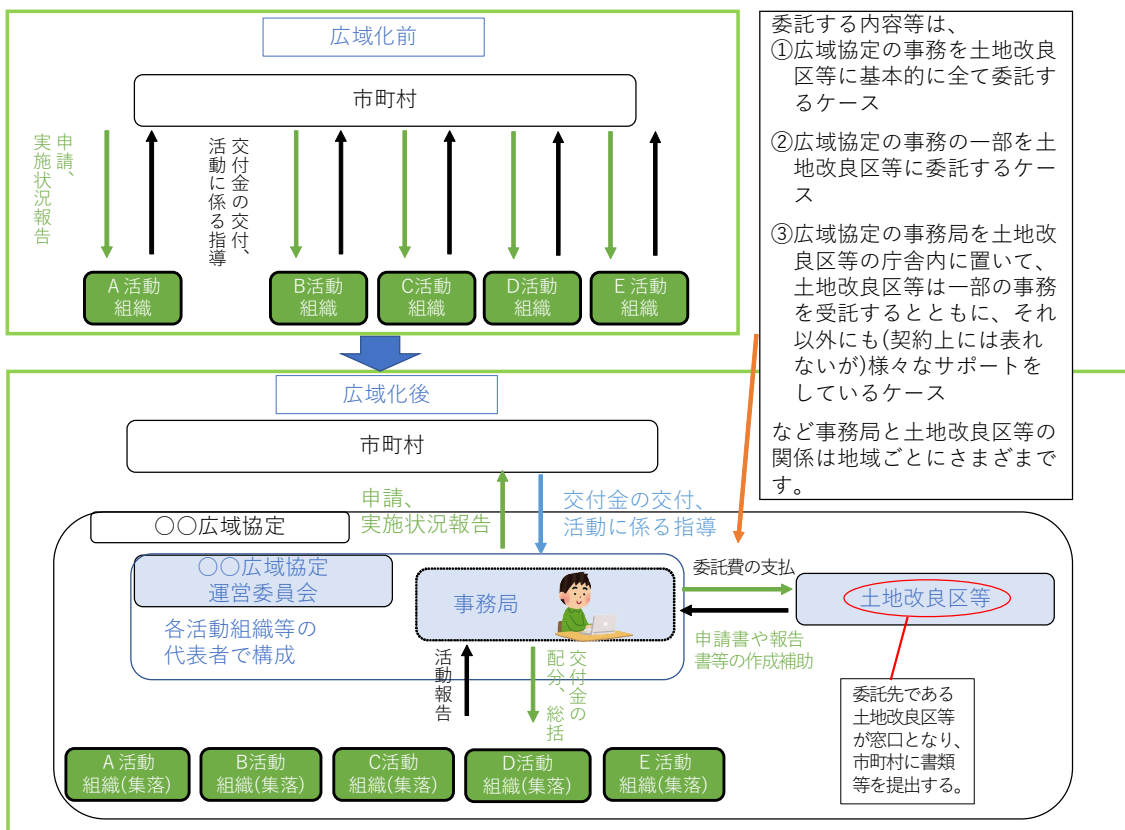 広域化前
市町村
申請、
実施状況報告
交付金の交付、
活動に係る指導
A 活動
組織
B活動
組織
C活動
組織
D活動
組織
E 活動
組織
委託する内容等は、
①広域協定の事務を土地改良
区等に基本的に全て委託す
るケース
②広域協定の事務の一部を土
地改良区等に委託するケー
ス
③広域協定の事務局を土地改
良区等の庁舎内に置いて、
土地改良区等は一部の事務
を受託するとともに、それ
以外にも(契約上には表れ
ないが)様々なサポートを
しているケース
など事務局と土地改良区等の
関係は地域ごとにさまざまで
す。
広域化後
市町村
申請、
実施状況報告
交付金の交付、
活動に係る指導
〇〇広域協定
〇〇広域協定
運営委員会
各活動組織等の
代表者で構成
事務局
委託費の支払
土地改良区等
申請書や報告
書等の作成補助
活動報告
交付金の
配分、総括
委託先である
土地改良区等
が窓口となり、
市町村に書類
等を提出する。
A 活動
組織(集落)
B活動
組織(集落)
C活動
組織(集落)
D活動
組織(集落)
E 活動
組織(集落)